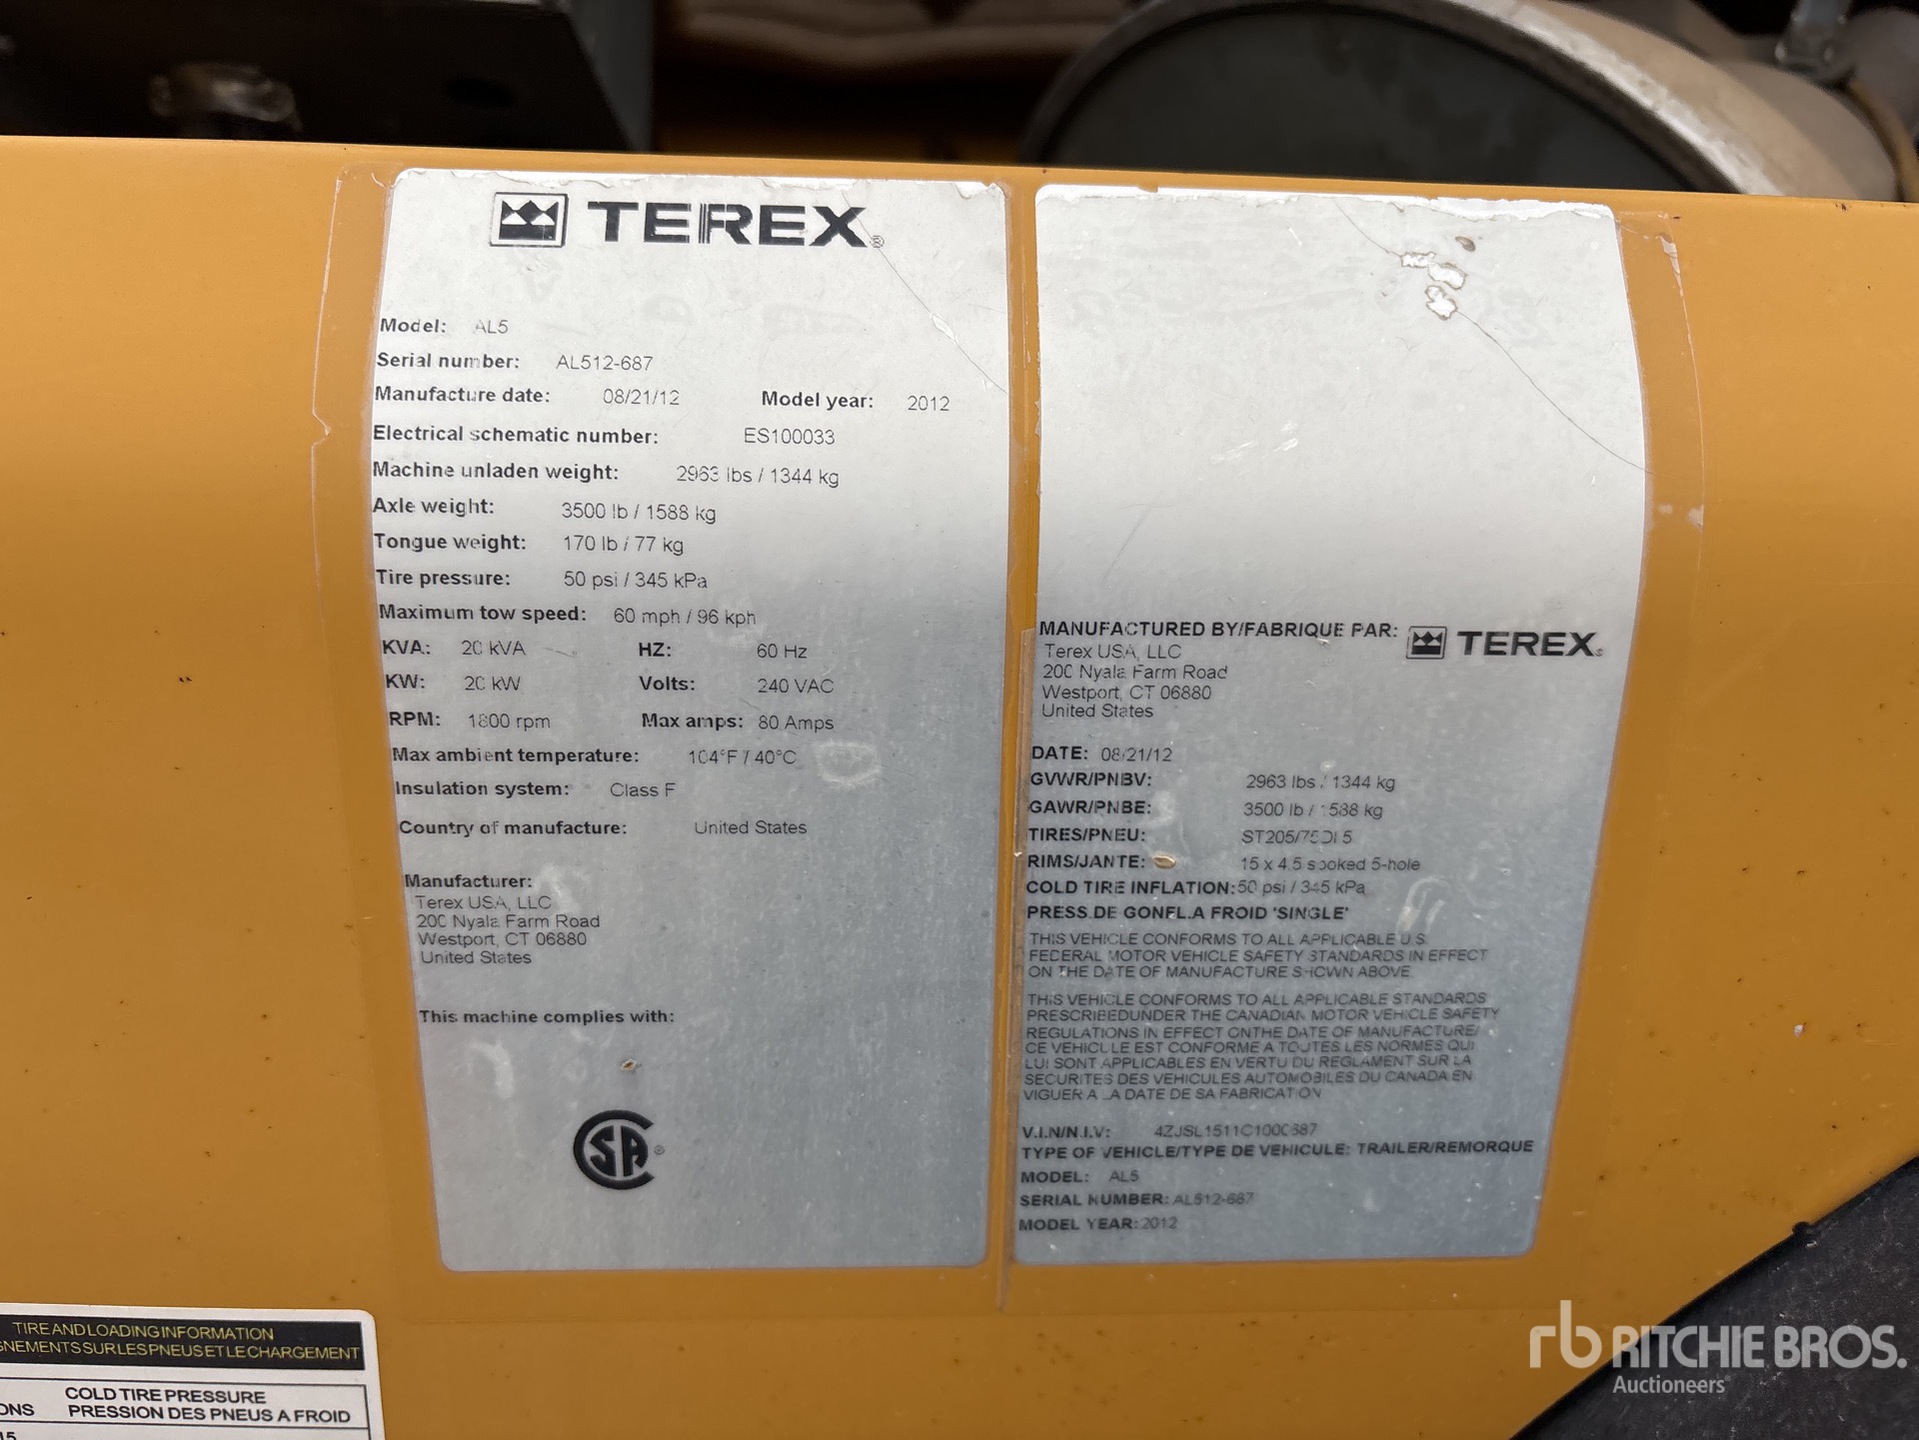 TEREX®
Model: AL5
Serial number: AL512-687
Manufacture date: 08/21/12 Model year: 2012
Electrical schematic number: ES100033
Machine unladen weight: 2963 lbs / 1344 kg
Axle weight: 3500 lb / 1588 kg
Tongue weight: 170 lb / 77 kg
Tire pressure: 50 psi / 345 kPa
Maximum tow speed: 60 mph / 96 kph
KVA: 20 kVA HZ: 60 Hz
KW: 20 kW Volts: 240 VAC
RPM: 1800 rpm Max amps: 80 Amps
Max ambient temperature: 104°F / 40°C
Insulation system: Class F
Country of manufacture: United States
Manufacturer:
Terex USA, LLC
200 Nyala Farm Road
Westport, CT 06880
United States
This machine complies with:
SA®
MANUFACTURED BY/FABRIQUE PAR: TEREX®
Terex USA, LLC
200 Nyala Farm Road
Westport, CT 06880
United States
DATE: 08/21/12
GVWR/PNBV: 2963 lbs / 1344 kg
GAWR/PNBE: 3500 lb / 1588 kg
TIRES/PNEU:
RIMS/JANTE: 15 x 4.5 spoked 5-hole
COLD TIRE INFLATION: 50 psi / 345 kPa
PRESS.DE GONFL.A FROID 'SINGLE'
THIS VEHICLE CONFORMS TO ALL APPLICABLE U.S.
FEDERAL MOTOR VEHICLE SAFETY STANDARDS IN EFFECT
ON THE DATE OF MANUFACTURE SHOWN ABOVE.
THIS VEHICLE CONFORMS TO ALL APPLICABLE STANDARDS
PRESCRIBEDUNDER THE CANADIAN MOTOR VEHICLE SAFETY
REGULATIONS IN EFFECT ONTHE DATE OF MANUFACTURE/
CE VEHICULE EST CONFORME A TOUTES LES NORMES QUI
LUI SONT APPLICABLES EN VERTU DU REGLAMENT SUR LA
SECURITES DES VEHICULES AUTOMOBILES DU CANADA EN
VIGUER A LA DATE DE SA FABRICATION
V.I.N/N.I.V: 4ZJSL1511C1000687
TYPE OF VEHICLE/TYPE DE VEHICULE: TRAILER/REMORQUE
MODEL: AL5
SERIAL NUMBER: AL512-687
MODEL YEAR: 2012
TIRE AND LOADING INFORMATION
GNEMENTS SUR LES PNEUS ET LE CHARGEMENT
COLD TIRE PRESSURE
ONS PRESSION DES PNEUS A FROID
15
rb RITCHIE BROS.
Auctioneers